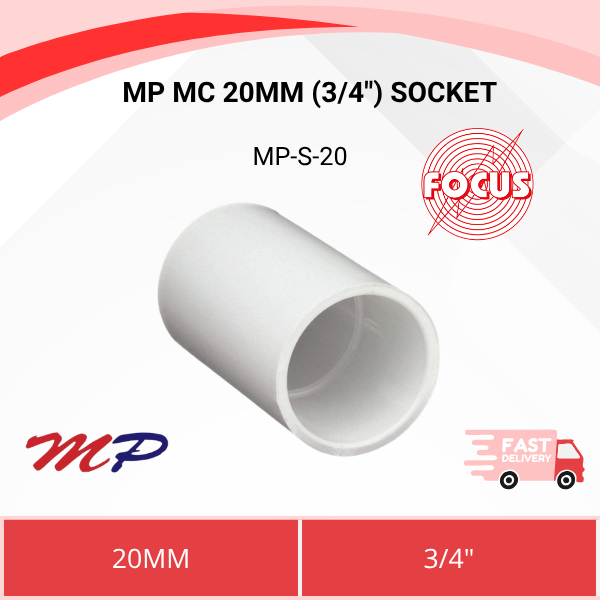 MP MC 20MM (3/4") SOCKET
MP-S-20
FOCUS
MP
FAST
DELIVERY
20MM
3/4"